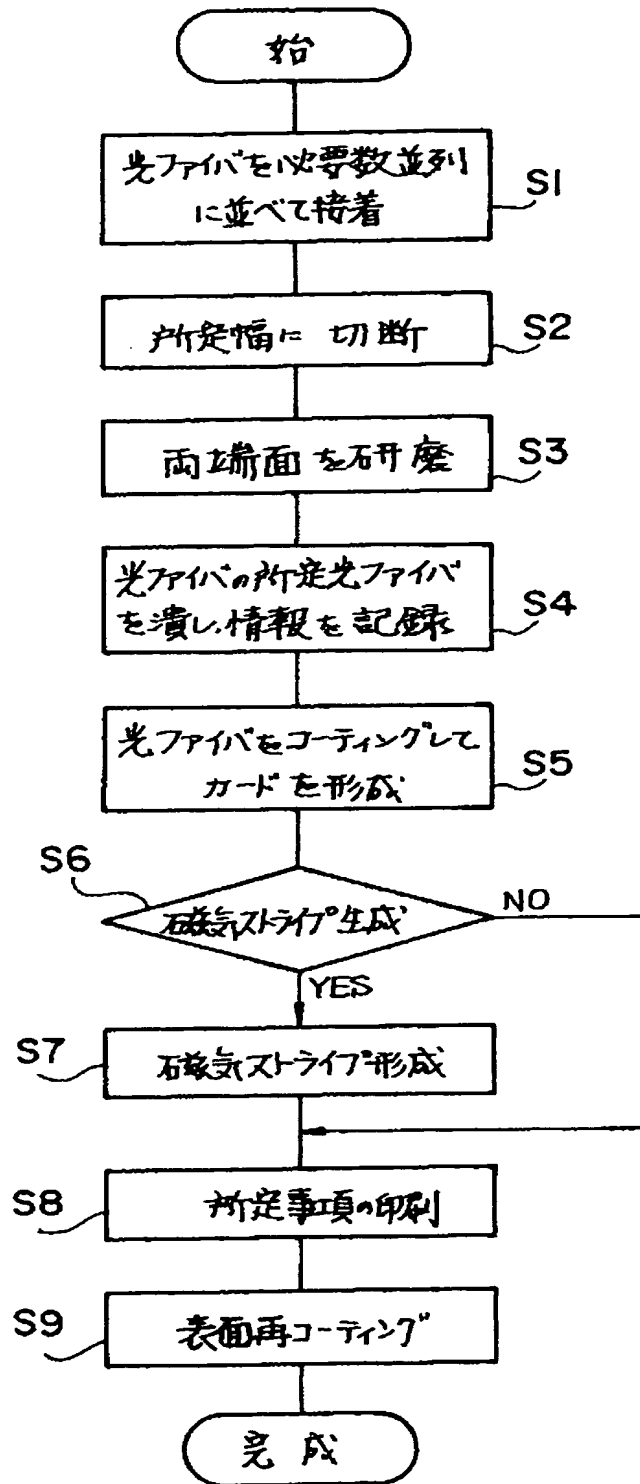 始
光ファイバを必要数並列
に並べて接着
S1
所定幅に切断
S2
両端面を研磨
S3
光ファイバの所定光ファイバ
を潰し、情報を記録
S4
光ファイバをコーティングして
カードを形成
S5
S6
磁気ストライプ生成
NO
YES
S7
磁気ストライプ形成
S8
所定事項の印刷
S9
表面再コーティング
完成